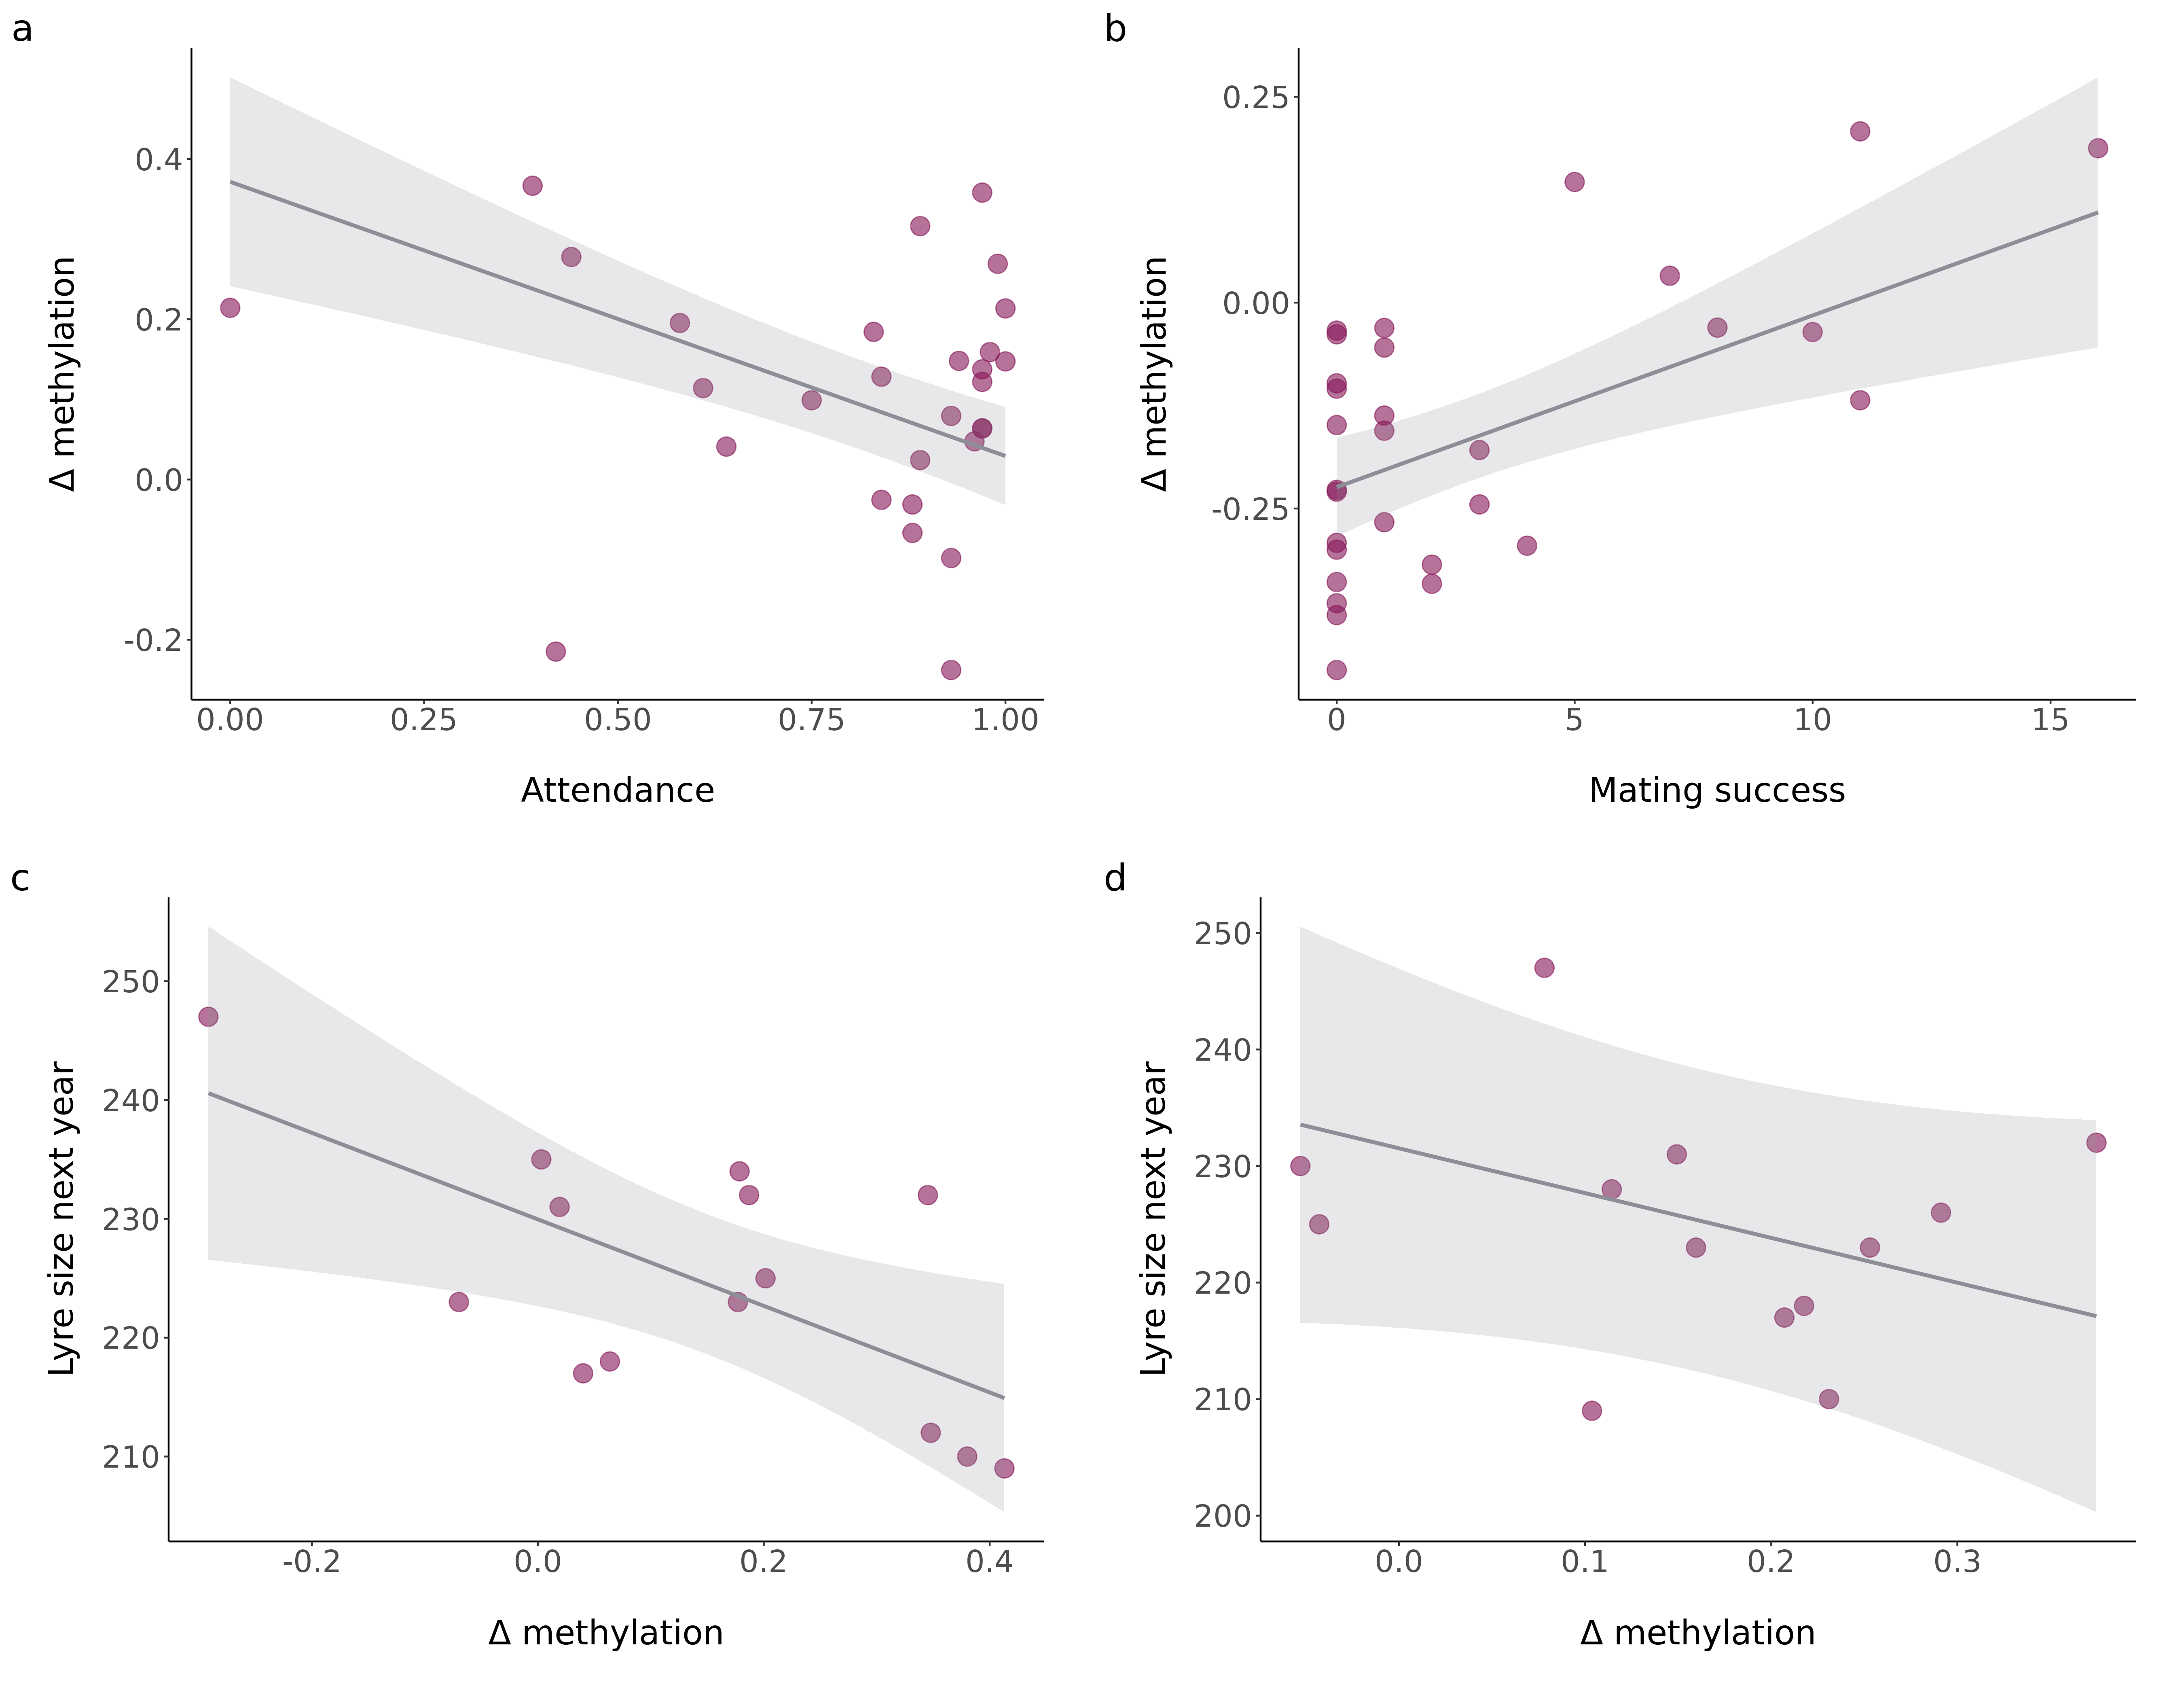 a
Δ methylation
0.4
0.2
0.0
-0.2
0.00 0.25 0.50 0.75 1.00
Attendance
b
Δ methylation
0.25
0.00
-0.25
0 5 10 15
Mating success
c
Lyre size next year
250
240
230
220
210
-0.2 0.0 0.2 0.4
Δ methylation
d
Lyre size next year
250
240
230
220
210
200
0.0 0.1 0.2 0.3
Δ methylation